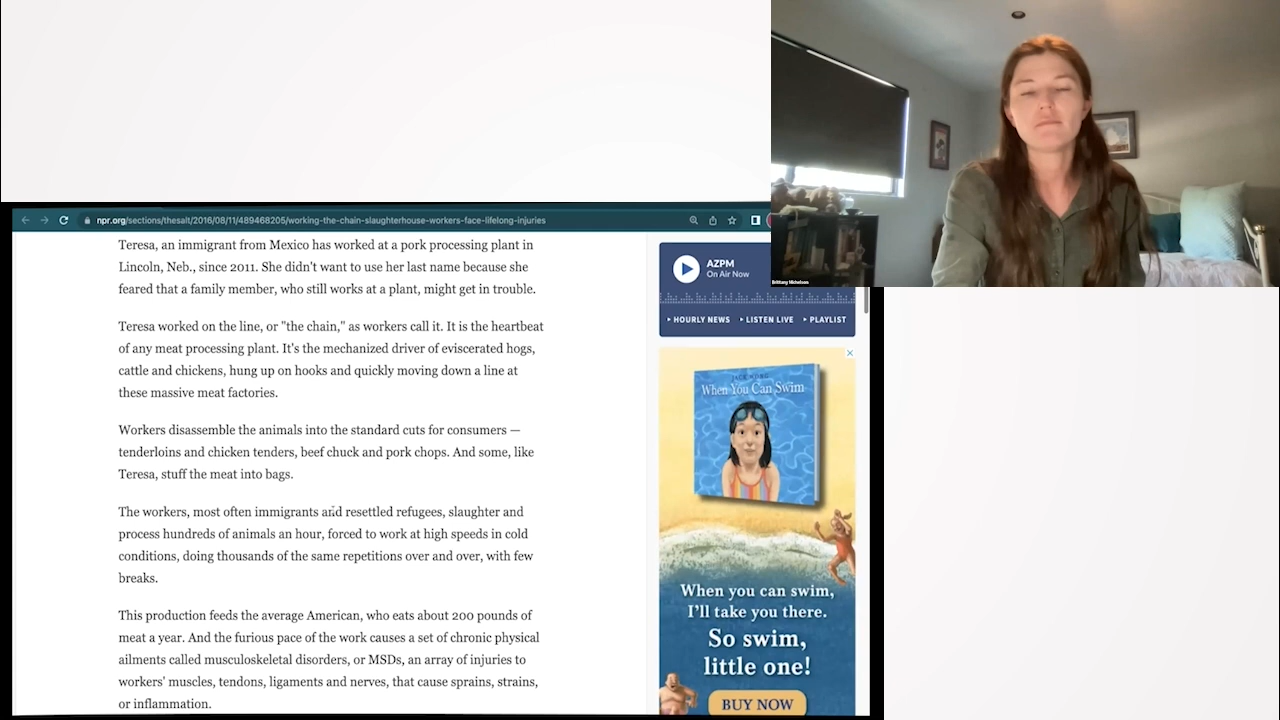 npr.org/sections/thesalt/2016/08/11/489468205/working-the-chain-slaughterhouse-workers-face-lifelong-injuries
Teresa, an immigrant from Mexico has worked at a pork processing plant in
Lincoln, Neb., since 2011. She didn't want to use her last name because she
feared that a family member, who still works at a plant, might get in trouble.
Teresa worked on the line, or "the chain," as workers call it. It is the heartbeat
of any meat processing plant. It's the mechanized driver of eviscerated hogs,
cattle and chickens, hung up on hooks and quickly moving down a line at
these massive meat factories.
Workers disassemble the animals into the standard cuts for consumers —
tenderloins and chicken tenders, beef chuck and pork chops. And some, like
Teresa, stuff the meat into bags.
The workers, most often immigrants and resettled refugees, slaughter and
process hundreds of animals an hour, forced to work at high speeds in cold
conditions, doing thousands of the same repetitions over and over, with few
breaks.
This production feeds the average American, who eats about 200 pounds of
meat a year. And the furious pace of the work causes a set of chronic physical
ailments called musculoskeletal disorders, or MSDs, an array of injuries to
workers' muscles, tendons, ligaments and nerves, that cause sprains, strains,
or inflammation.
AZPM
On Air Now
HOURLY NEWS
LISTEN LIVE
PLAYLIST
When You Can Swim
When you can swim,
I'll take you there.
So swim,
little one!
BUY NOW
Brittany Michelson